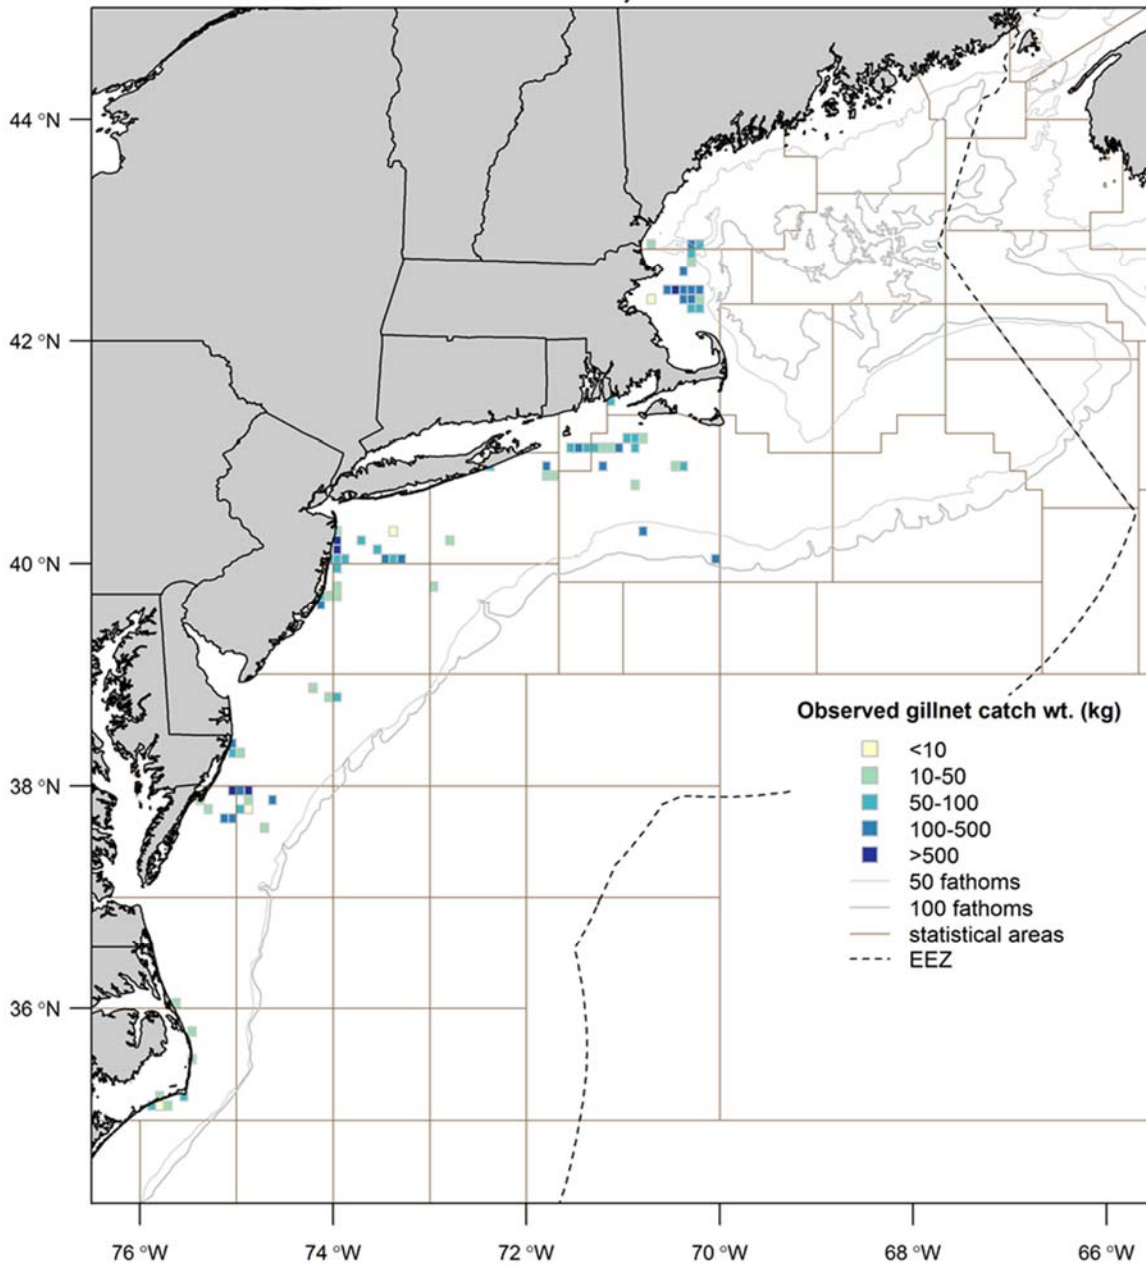 44 °N
42 °N
40 °N
38 °N
36 °N
Observed gillnet catch wt. (kg)
<10
10-50
50-100
100-500
>500
50 fathoms
100 fathoms
statistical areas
EEZ
76 °W
74 °W
72 °W
70 °W
68 °W
66 °W